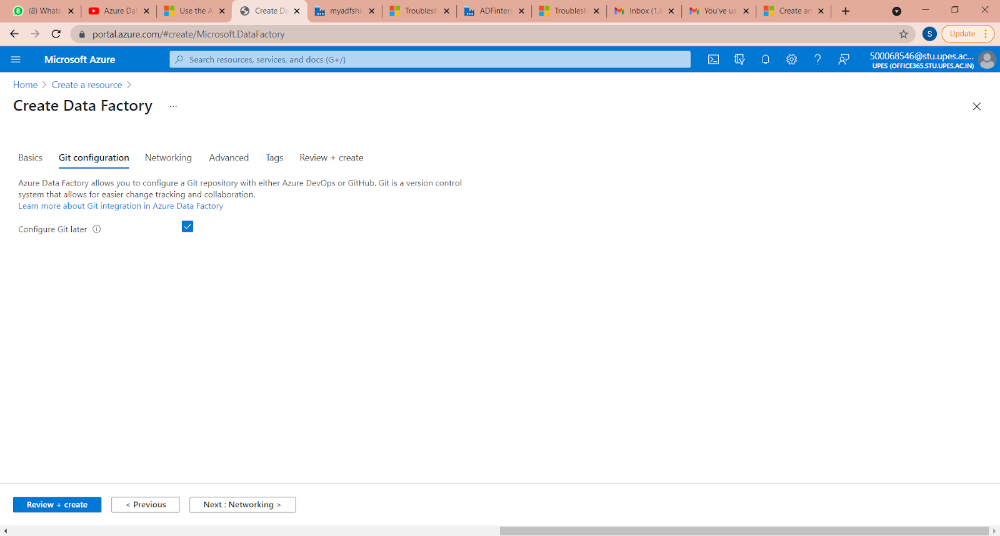 (8) Whats
Azure Dat
Use the A
Create Da
myadfshiv
Troublesh
ADFintern
Troublesh
Inbox (1,6
You've us
Create an
portal.azure.com/#create/Microsoft.DataFactory
S
Update
Microsoft Azure
Search resources, services, and docs (G+/)
500068546@stu.upes.ac...
UPES (OFFICE365.STU.UPES.AC.IN)
Home > Create a resource >
Create Data Factory ...
Basics
Git configuration
Networking
Advanced
Tags
Review + create
Azure Data Factory allows you to configure a Git repository with either Azure DevOps or GitHub. Git is a version control
system that allows for easier change tracking and collaboration.
Learn more about Git integration in Azure Data Factory
Configure Git later
Review + create
< Previous
Next : Networking >